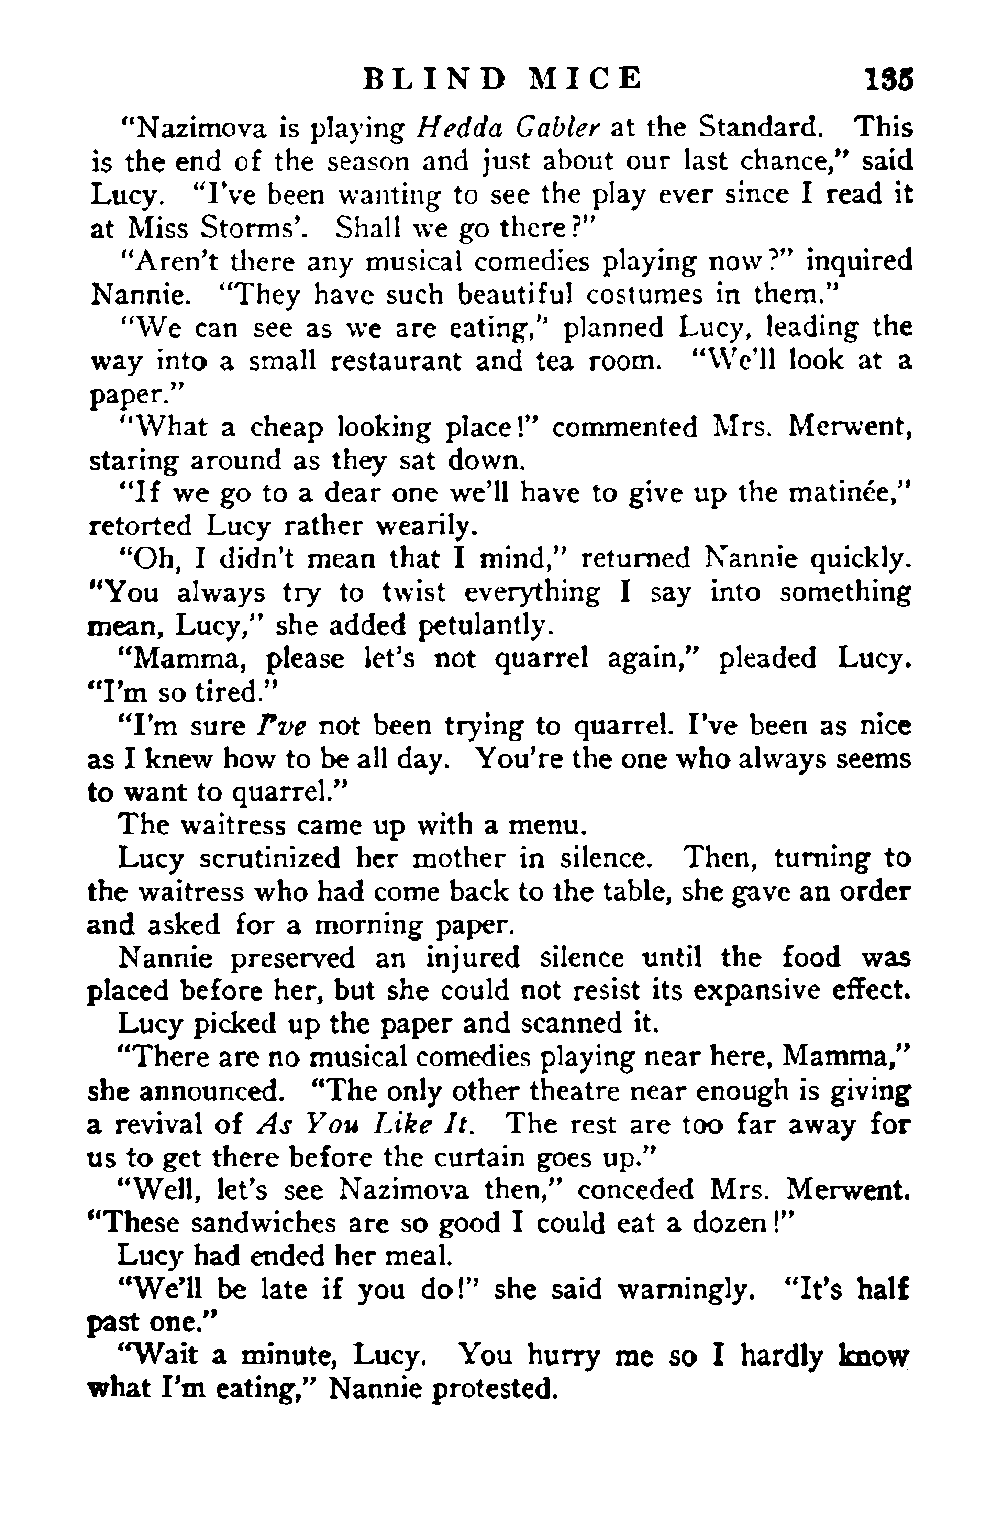 BLIND MICE 135
“Nazimova is playing Hedda Gabler at the Standard. This
is the end of the season and just about our last chance,” said
Lucy. “I’ve been wanting to see the play ever since I read it
at Miss Storms’. Shall we go there?”
“Aren’t there any musical comedies playing now?” inquired
Nannie. “They have such beautiful costumes in them.”
“We can see as we are eating,” planned Lucy, leading the
way into a small restaurant and tea room. “We’ll look at a
paper.”
“What a cheap looking place!” commented Mrs. Merwent,
staring around as they sat down.
“If we go to a dear one we’ll have to give up the matinée,”
retorted Lucy rather wearily.
“Oh, I didn’t mean that I mind,” returned Nannie quickly.
“You always try to twist everything I say into something
mean, Lucy,” she added petulantly.
“Mamma, please let’s not quarrel again,” pleaded Lucy.
“I’m so tired.”
“I’m sure I’ve not been trying to quarrel. I’ve been as nice
as I knew how to be all day. You’re the one who always seems
to want to quarrel.”
The waitress came up with a menu.
Lucy scrutinized her mother in silence. Then, turning to
the waitress who had come back to the table, she gave an order
and asked for a morning paper.
Nannie preserved an injured silence until the food was
placed before her, but she could not resist its expansive effect.
Lucy picked up the paper and scanned it.
“There are no musical comedies playing near here, Mamma,”
she announced. “The only other theatre near enough is giving
a revival of As You Like It. The rest are too far away for
us to get there before the curtain goes up.”
“Well, let’s see Nazimova then,” conceded Mrs. Merwent.
“These sandwiches are so good I could eat a dozen!”
Lucy had ended her meal.
“We’ll be late if you do!” she said warningly. “It’s half
past one.”
“Wait a minute, Lucy. You hurry me so I hardly know
what I’m eating,” Nannie protested.